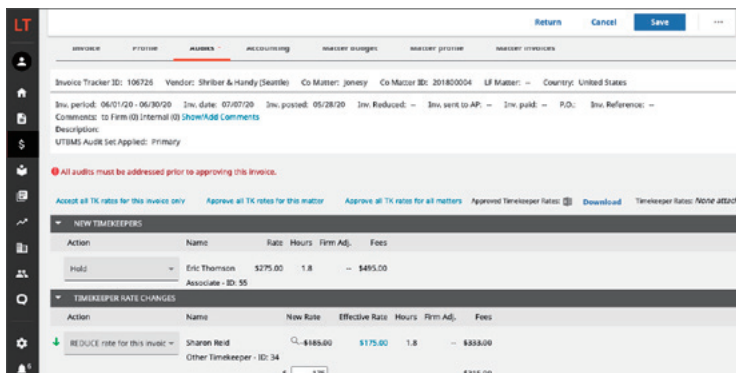 LT
Return Cancel Save ...
Invoice Profile Audits Accounting Matter Budgets Matter profile Matter Invoices
Invoice Tracker ID: 106726 Vendor: Shriber & Handy (Seattle) Co Matter: Jonesy Co Matter ID: 201800004 LF Matter: -- Country: United States
Inv. period: 06/01/20 - 06/30/20 Inv. date: 07/07/20 Inv. posted: 05/28/20 Inv. Reduced: -- Inv. sent to AP: -- Inv. paid: -- P.O.: Inv. Reference: --
Comments: to Firm (0) Internal (0) Show/Add Comments
Description:
UTBMS Audit Set Applied: Primary
All audits must be addressed prior to approving this invoice.
Accept all TK rates for this invoice only Approve all TK rates for this matter Approve all TK rates for all matters Approved Timekeeper Rates: Download Timekeeper Rates: None attac
NEW TIMEKEEPERS
Action Name Rate Hours Firm Adj. Fees
Hold Eric Thomson $275.00 1.8 -- $495.00
Associate - ID: 55
TIMEKEEPER RATE CHANGES
Action Name New Rate Effective Rate Hours Firm Adj. Fees
REDUCE rate for this invoic Sharon Reid $185.00 $175.00 1.8 -- $333.00
Other Timekeeper - ID: 34
$ 175 $315.00
6